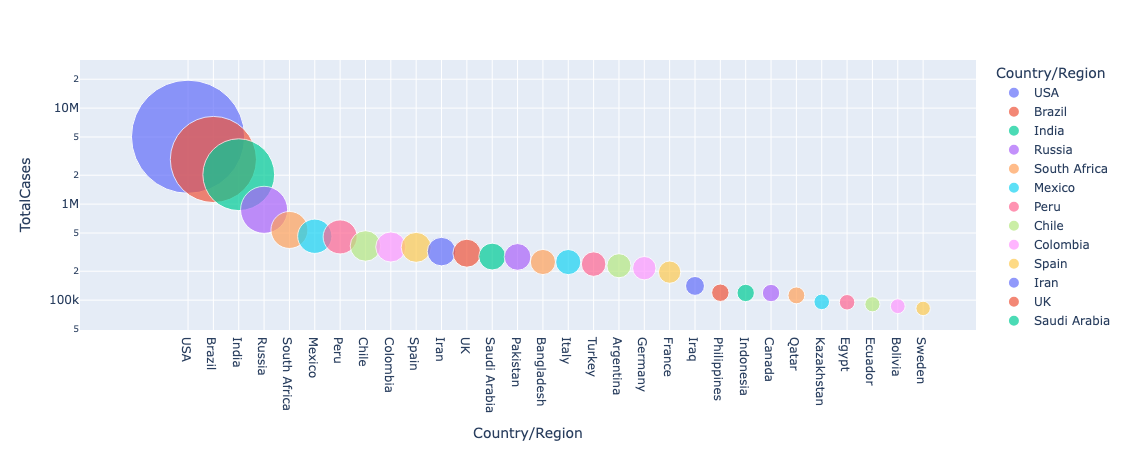 TotalCases
2
10M
5
2
1M
5
2
100k
5
USA
Brazil
India
Russia
South Africa
Mexico
Peru
Chile
Colombia
Spain
Iran
UK
Saudi Arabia
Pakistan
Bangladesh
Italy
Turkey
Argentina
Germany
France
Iraq
Philippines
Indonesia
Canada
Qatar
Kazakhstan
Egypt
Ecuador
Bolivia
Sweden
Country/Region
Country/Region
USA
Brazil
India
Russia
South Africa
Mexico
Peru
Chile
Colombia
Spain
Iran
UK
Saudi Arabia